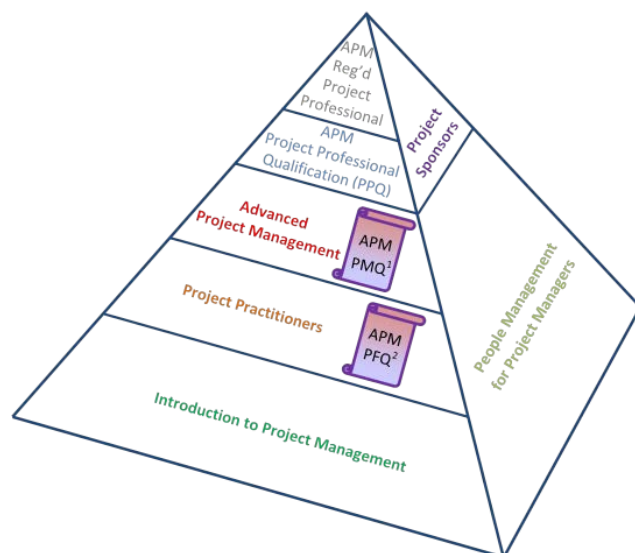 APM
Reg'd
Project
Professional
APM
Project Professional
Qualification (PPQ)
Project
Sponsors
Advanced
Project Management
APM
PMQ¹
Project Practitioners
APM
PFQ²
People Management
for Project Managers
Introduction to Project Management